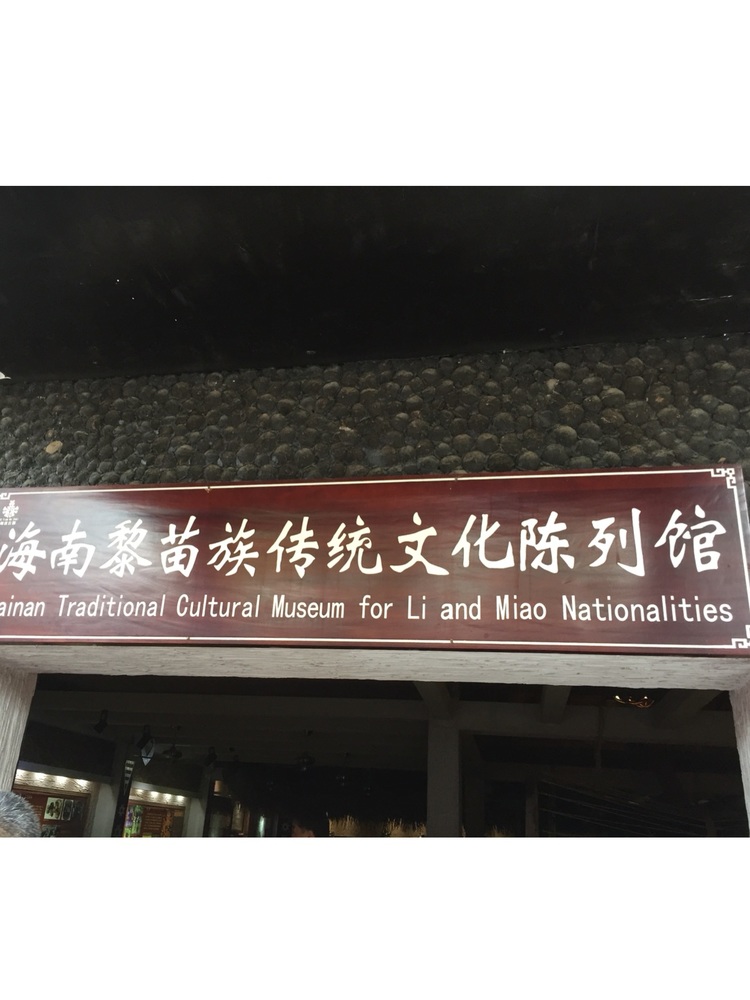 海南黎苗族传统文化陈列馆
ainan Traditional Cultural Museum for Li and Miao Nationalities